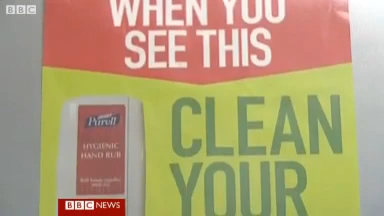 BBC
WHEN YOU
SEE THIS
Purell
HYGIENIC
HAND RUB
CLEAN
YOUR
BBC NEWS